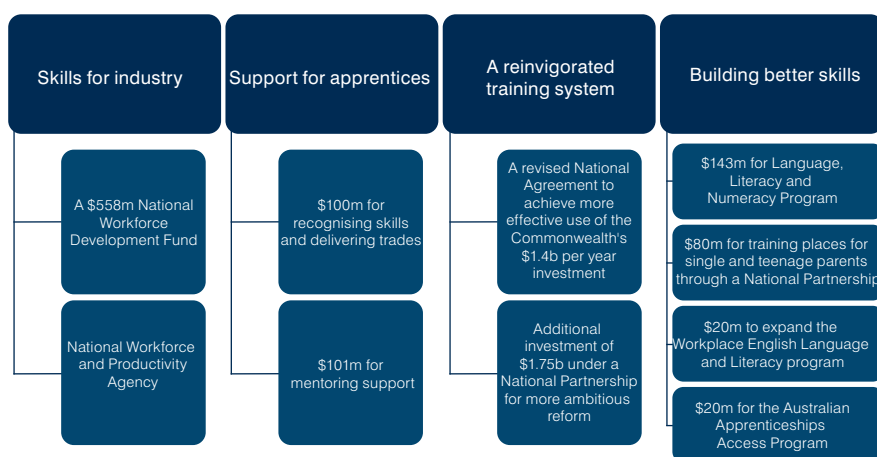 Skills for industry
A $558m National
Workforce
Development Fund
National Workforce
and Productivity
Agency
Support for apprentices
$100m for
recognising skills
and delivering trades
$101m for
mentoring support
A reinvigorated
training system
A revised National
Agreement to
achieve more
effective use of the
Commonwealth's
$1.4b per year
investment
Additional
investment of
$1.75b under a
National Partnership
for more ambitious
reform
Building better skills
$143m for Language,
Literacy and
Numeracy Program
$80m for training places for
single and teenage parents
through a National Partnership
$20m to expand the
Workplace English Language
and Literacy program
$20m for the Australian
Apprenticeships
Access Program